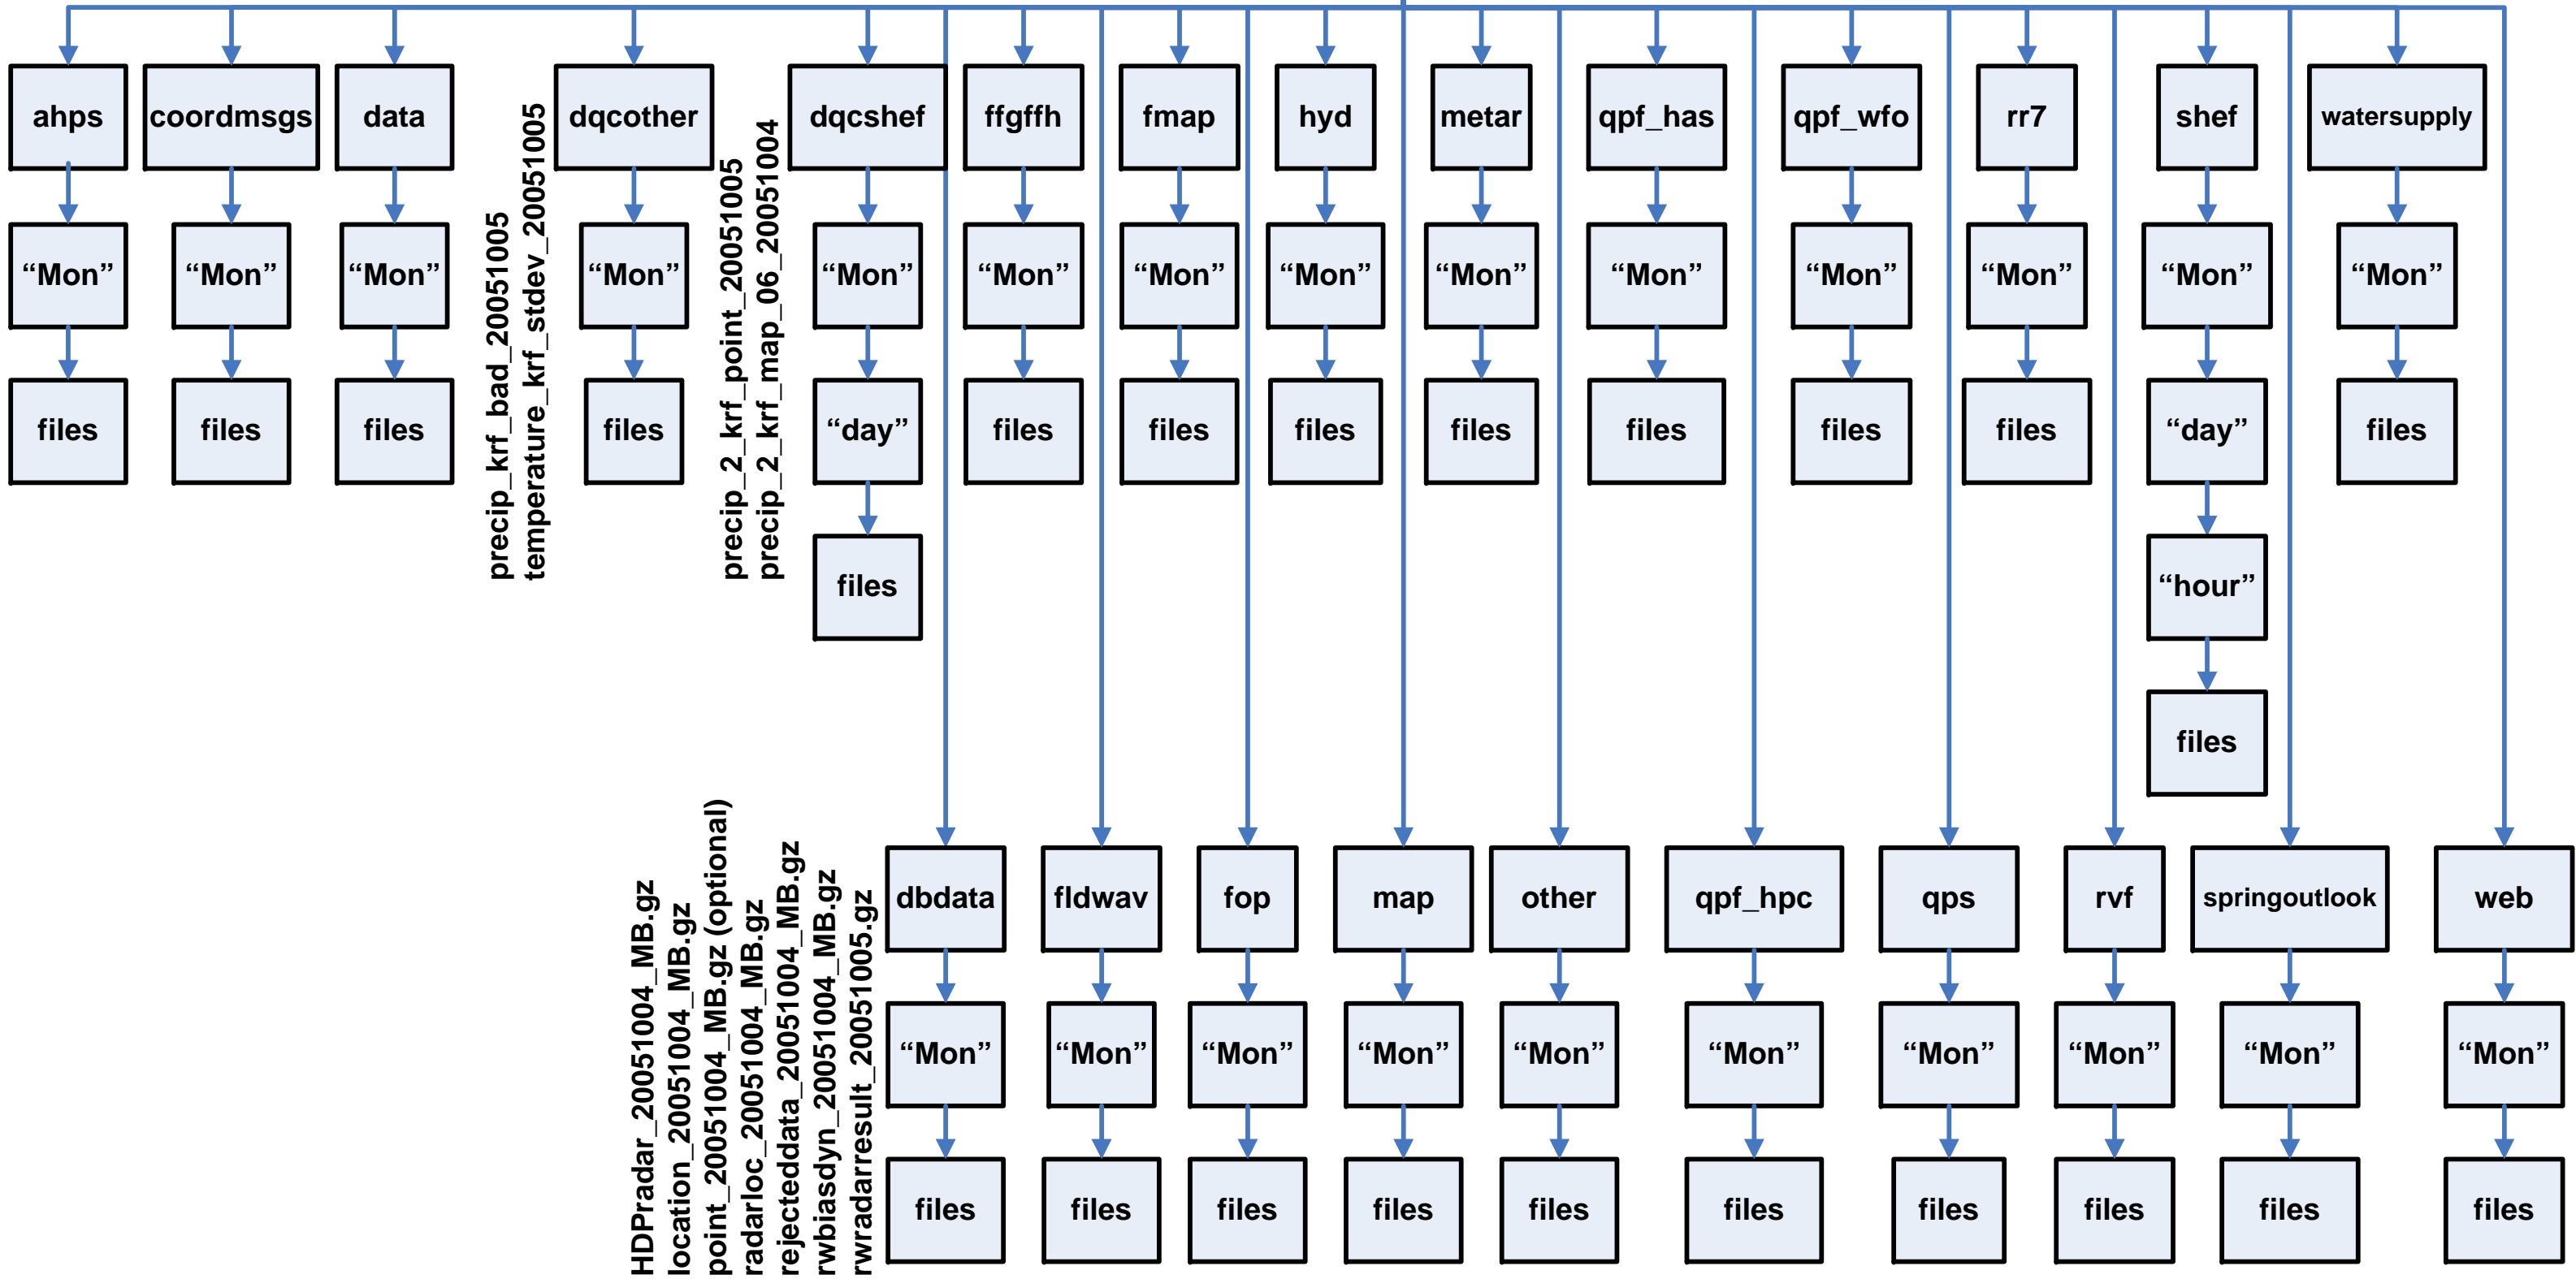 ahps
coordmsgs
data
dqcother
dqcshef
ffgffh
fmap
hyd
metar
qpf_has
qpf_wfo
rr7
shef
watersupply
“Mon”
“Mon”
“Mon”
“Mon”
“Mon”
“Mon”
“Mon”
“Mon”
“Mon”
“Mon”
“Mon”
“Mon”
“Mon”
“Mon”
files
files
files
files
“day”
files
files
files
files
files
files
files
“day”
files
precip_krf_bad_20051005
temperature_krf_stdev_20051005
precip_2_krf_point_20051005
precip_2_krf_map_06_20051004
files
“hour”
files
HDPradar_20051004_MB.gz
location_20051004_MB.gz
point_20051004_MB.gz (optional)
radarloc_20051004_MB.gz
rejecteddata_20051004_MB.gz
rwbiasdyn_20051004_MB.gz
rwradarresult_20051005.gz
dbdata
fldwav
fop
map
other
qpf_hpc
qps
rvf
springoutlook
web
“Mon”
“Mon”
“Mon”
“Mon”
“Mon”
“Mon”
“Mon”
“Mon”
“Mon”
“Mon”
files
files
files
files
files
files
files
files
files
files